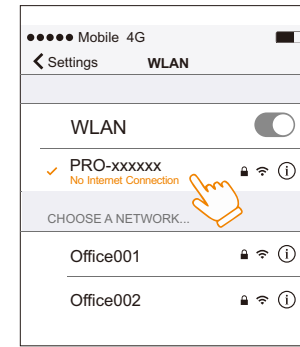 Mobile 4G
Settings WLAN
WLAN
PRO-xxxxxx
No Internet Connection
CHOOSE A NETWORK...
Office001
Office002